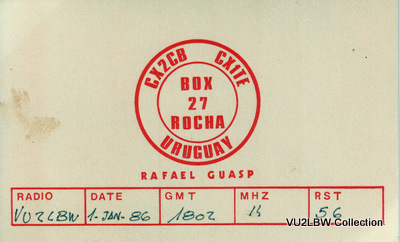 CX2CB CX1TE
BOX
27
ROCHA
URUGUAY
RAFAEL GUASP
RADIO DATE GMT MHZ RST
VU2LBW 1-JAN-86 1802 56
VU2LBW Collection